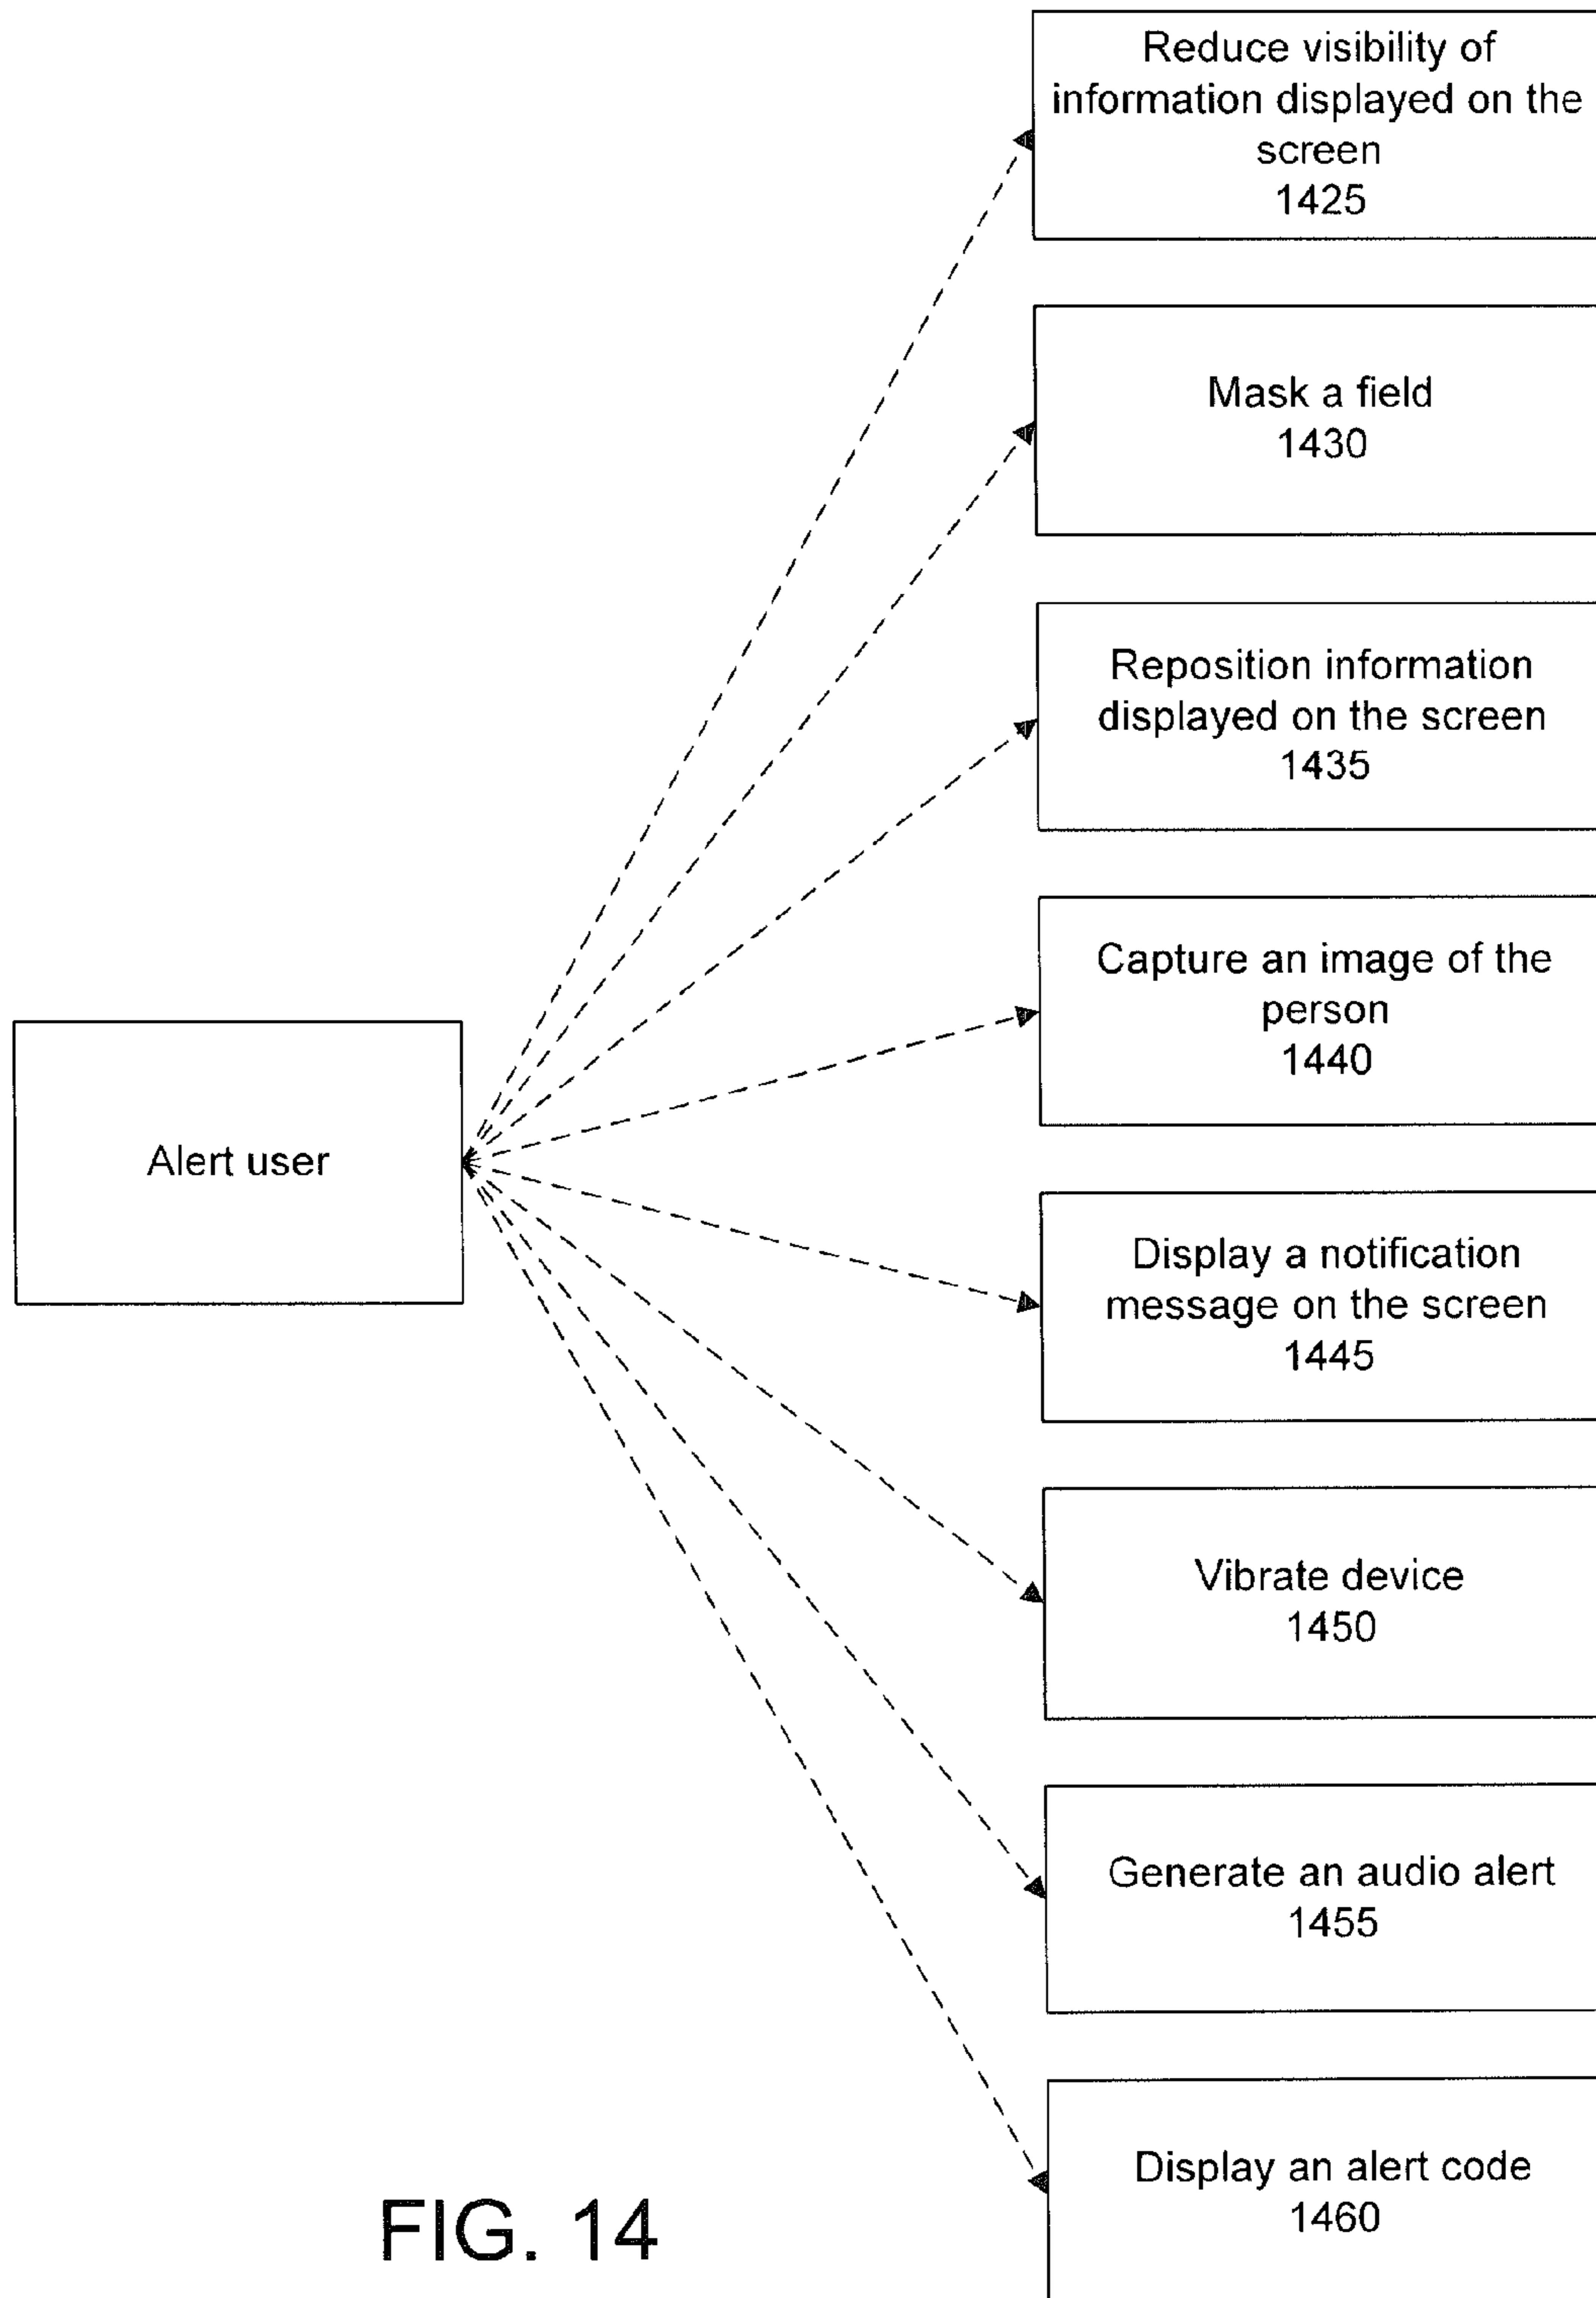 Reduce visibility of
information displayed on the
screen
1425
Mask a field
1430
Reposition information
displayed on the screen
1435
Capture an image of the
person
1440
Alert user
Display a notification
message on the screen
1445
Vibrate device
1450
Generate an audio alert
1455
Display an alert code
1460
FIG. 14